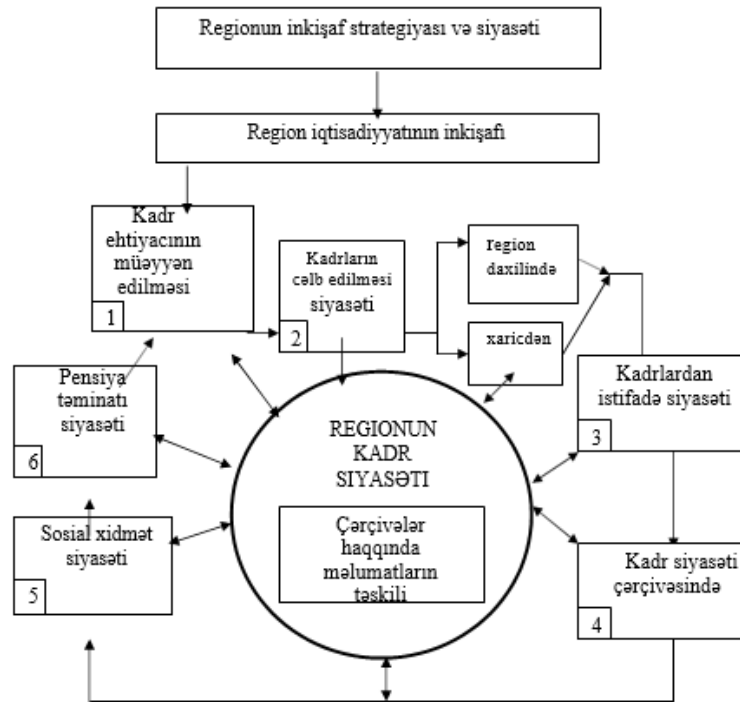 Regionun inkişaf strategiyası və siyasəti
Region iqtisadiyyatının inkişafı
Kadr
ehtiyacının
müəyyən
edilməsi
1
Kadrların
cəlb edilməsi
siyasəti
2
region
daxilində
xaricdən
Kadrlardan
istifadə siyasəti
3
Kadr siyasəti
çərçivəsində
4
Sosial xidmət
siyasəti
5
Pensiya
təminatı
siyasəti
6
REGIONUN
KADR
SIYASƏTI
Çərçivələr
haqqında
məlumatların
təskili